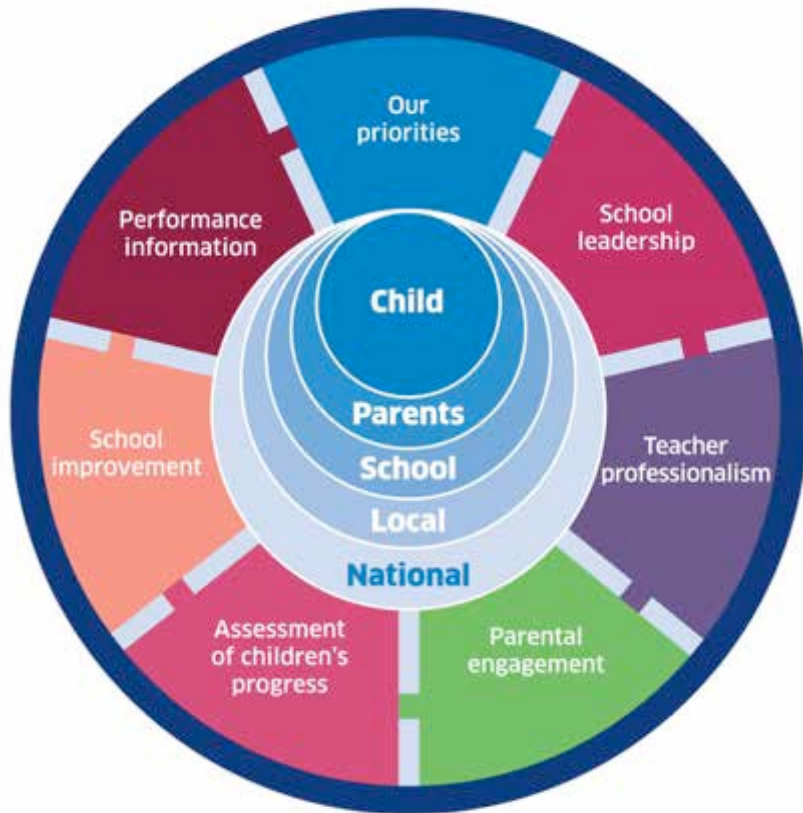 Our
priorities
School
leadership
Teacher
professionalism
Parental
engagement
Assessment
of children's
progress
School
improvement
Performance
information
Child
Parents
School
Local
National